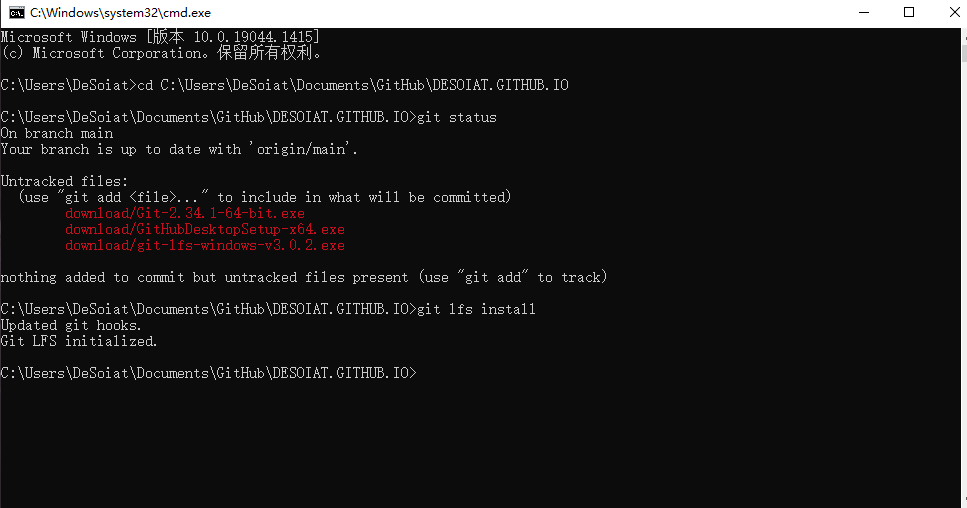 C:\Windows\system32\cmd.exe
Microsoft Windows [版本 10.0.19044.1415]
(c) Microsoft Corporation。保留所有权利。
C:\Users\DeSoiat>cd C:\Users\DeSoiat\Documents\GitHub\DESOIAT.GITHUB.IO
C:\Users\DeSoiat\Documents\GitHub\DESOIAT.GITHUB.IO>git status
On branch main
Your branch is up to date with 'origin/main'.
Untracked files:
(use "git add <file>..." to include in what will be committed)
download/Git-2.34.1-64-bit.exe
download/GitHubDesktopSetup-x64.exe
download/git-lfs-windows-v3.0.2.exe
nothing added to commit but untracked files present (use "git add" to track)
C:\Users\DeSoiat\Documents\GitHub\DESOIAT.GITHUB.IO>git lfs install
Updated git hooks.
Git LFS initialized.
C:\Users\DeSoiat\Documents\GitHub\DESOIAT.GITHUB.IO>